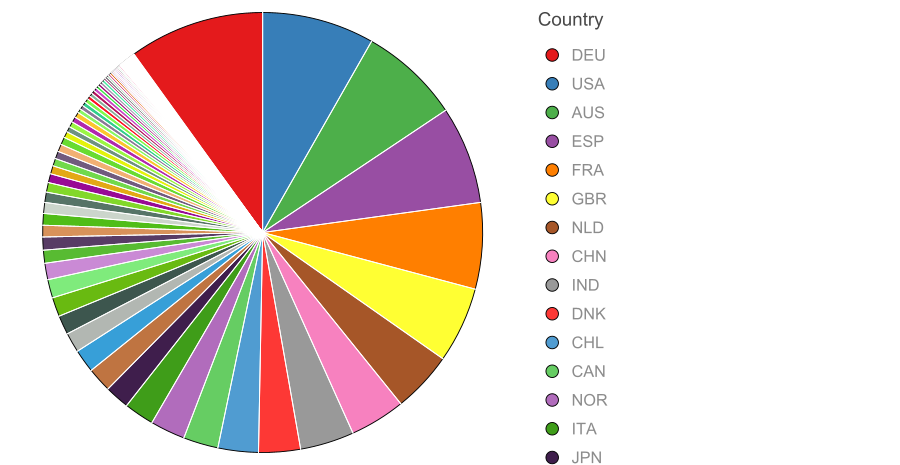 Country
DEU
USA
AUS
ESP
FRA
GBR
NLD
CHN
IND
DNK
CHL
CAN
NOR
ITA
JPN